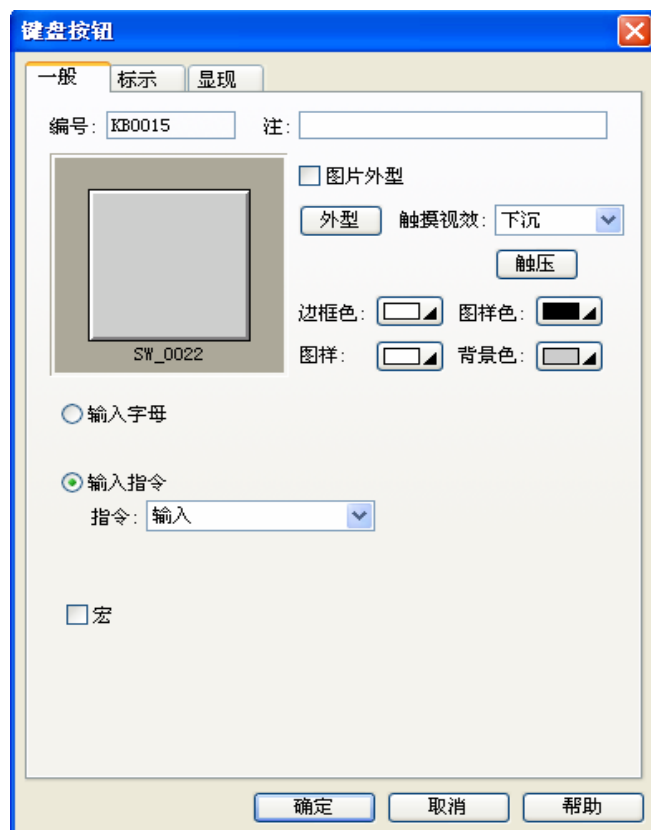 键盘按钮
一般 标示 显现
编号: KB0015 注:
图片外型
外型 触摸视效: 下沉
触压
边框色: 图样色:
SW_0022
图样: 背景色:
输入字母
输入指令
指令: 输入
宏
确定 取消 帮助